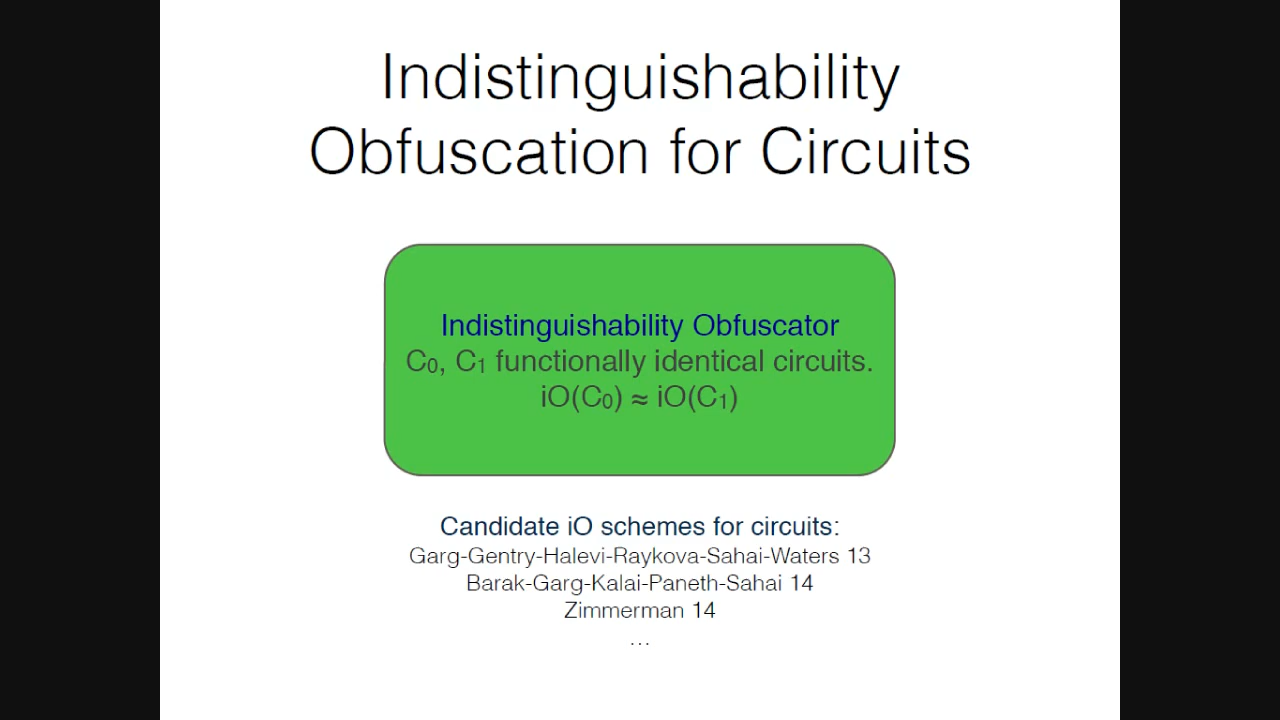 Indistinguishability
Obfuscation for Circuits
Indistinguishability Obfuscator
C₀, C₁ functionally identical circuits.
iO(C₀) ≈ iO(C₁)
Candidate iO schemes for circuits:
Garg-Gentry-Halevi-Raykova-Sahai-Waters 13
Barak-Garg-Kalai-Paneth-Sahai 14
Zimmerman 14
…